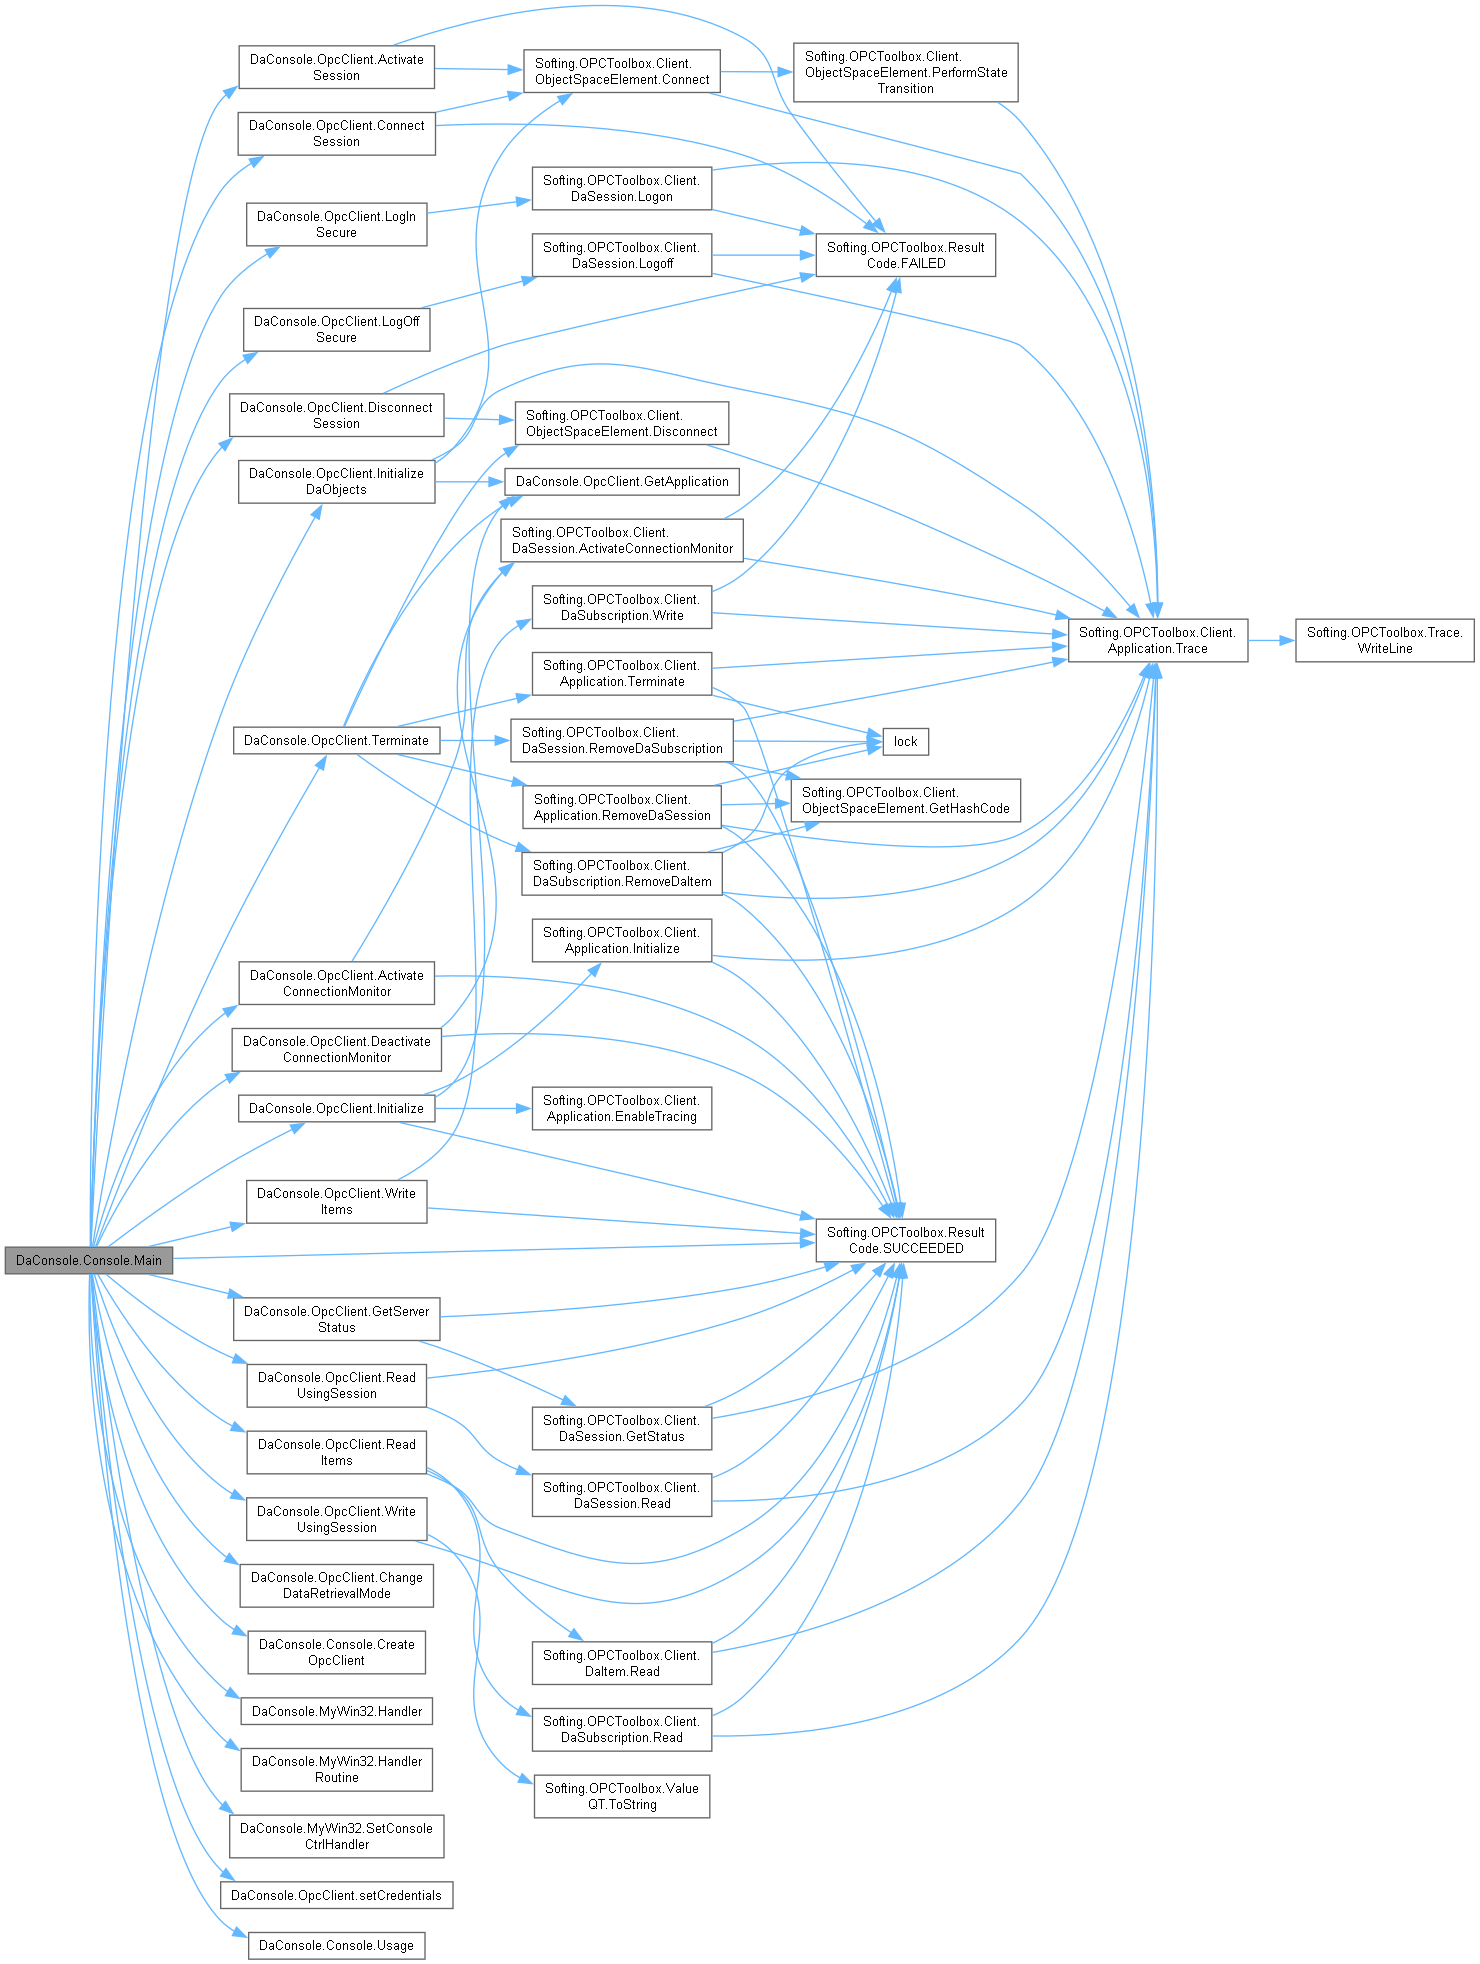 DaConsole.OpcClient.Activate
Session
Softing.OPCToolbox.Client.
ObjectSpaceElement.Connect
Softing.OPCToolbox.Client.
ObjectSpaceElement.PerformState
Transition
DaConsole.OpcClient.Connect
Session
Softing.OPCToolbox.Client.
DaSession.Logon
DaConsole.OpcClient.LogIn
Secure
Softing.OPCToolbox.Client.
DaSession.Logoff
Softing.OPCToolbox.Result
Code.FAILED
DaConsole.OpcClient.LogOff
Secure
DaConsole.OpcClient.Disconnect
Session
Softing.OPCToolbox.Client.
ObjectSpaceElement.Disconnect
DaConsole.OpcClient.Initialize
DaObjects
DaConsole.OpcClient.GetApplication
Softing.OPCToolbox.Client.
DaSession.ActivateConnectionMonitor
Softing.OPCToolbox.Client.
DaSubscription.Write
Softing.OPCToolbox.Client.
Application.Trace
Softing.OPCToolbox.Trace.
WriteLine
Softing.OPCToolbox.Client.
Application.Terminate
DaConsole.OpcClient.Terminate
Softing.OPCToolbox.Client.
DaSession.RemoveDaSubscription
lock
Softing.OPCToolbox.Client.
Application.RemoveDaSession
Softing.OPCToolbox.Client.
ObjectSpaceElement.GetHashCode
Softing.OPCToolbox.Client.
DaSubscription.RemoveDaItem
Softing.OPCToolbox.Client.
Application.Initialize
DaConsole.OpcClient.Activate
ConnectionMonitor
DaConsole.OpcClient.Deactivate
ConnectionMonitor
DaConsole.OpcClient.Initialize
Softing.OPCToolbox.Client.
Application.EnableTracing
DaConsole.OpcClient.Write
Items
DaConsole.Console.Main
Softing.OPCToolbox.Result
Code.SUCCEEDED
DaConsole.OpcClient.GetServer
Status
DaConsole.OpcClient.Read
UsingSession
Softing.OPCToolbox.Client.
DaSession.GetStatus
DaConsole.OpcClient.Read
Items
Softing.OPCToolbox.Client.
DaSession.Read
DaConsole.OpcClient.Write
UsingSession
DaConsole.OpcClient.Change
DataRetrievalMode
DaConsole.Console.Create
OpcClient
Softing.OPCToolbox.Client.
DaItem.Read
DaConsole.MyWin32.Handler
Softing.OPCToolbox.Client.
DaSubscription.Read
DaConsole.MyWin32.Handler
Routine
Softing.OPCToolbox.Value
QT.ToString
DaConsole.MyWin32.SetConsole
CtrlHandler
DaConsole.OpcClient.setCredentials
DaConsole.Console.Usage